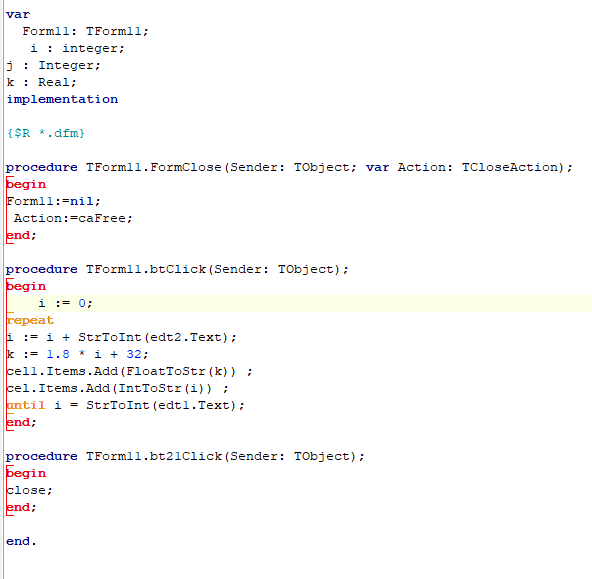 var
  Form11: TForm11;
   i : integer;
j : Integer;
k : Real;
implementation

{$R *.dfm}

procedure TForm11.FormClose(Sender: TObject; var Action: TCloseAction);
begin
Form11:=nil;
 Action:=caFree;
end;

procedure TForm11.btClick(Sender: TObject);
begin
    i := 0;
repeat
i := i + StrToInt(edt2.Text);
k := 1.8 * i + 32;
cel1.Items.Add(FloatToStr(k)) ;
cel.Items.Add(IntToStr(i)) ;
until i = StrToInt(edt1.Text);
end;

procedure TForm11.bt21Click(Sender: TObject);
begin
close;
end;

end.